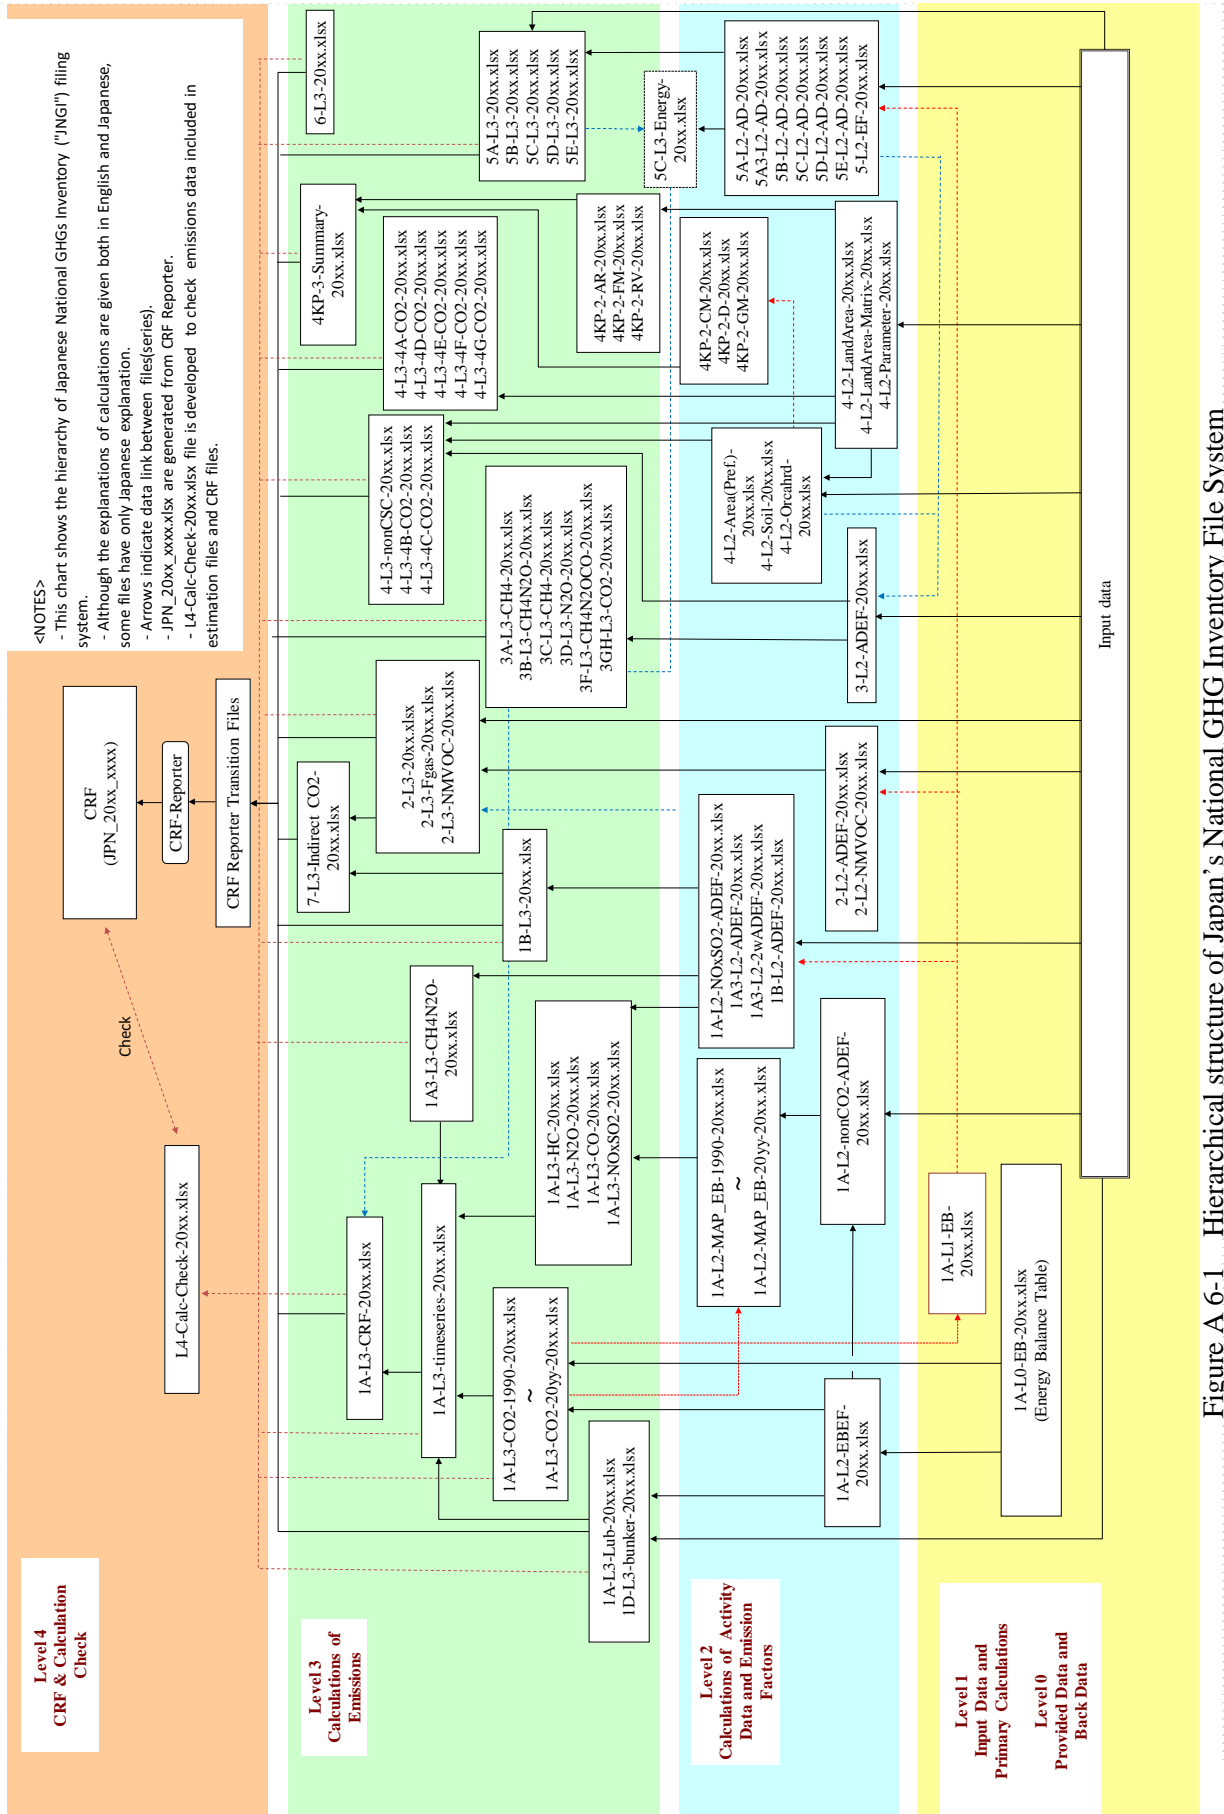 Level 4
CRF & Calculation
Check
CRF
(JPN_20xx_xxxx)
CRF-Reporter
CRF Reporter Transition Files
L4-Calc-Check-20xx.xlsx
Check
<NOTES>
- This chart shows the hierarchy of Japanese National GHGs Inventory ("JNGI") filing
system.
- Although the explanations of calculations are given both in English and Japanese,
some files have only Japanese explanation.
- Arrows indicate data link between files(series).
- JPN_20xx_xxxx.xlsx are generated from CRF Reporter.
- L4-Calc-Check-20xx.xlsx file is developed to check emissions data included in
estimation files and CRF files.
Level 3
Calculations of
Emissions
1A-L3-Lub-20xx.xlsx
1D-L3-bunker-20xx.xlsx
1A-L3-CO2-1990-20xx.xlsx
~
1A-L3-CO2-20yy-20xx.xlsx
1A-L3-timeseries-20xx.xlsx
1A-L3-CRF-20xx.xlsx
1A-L3-HC-20xx.xlsx
1A-L3-N2O-20xx.xlsx
1A-L3-CO-20xx.xlsx
1A-L3-NOxSO2-20xx.xlsx
1A3-L3-CH4N2O-
20xx.xlsx
1B-L3-20xx.xlsx
7-L3-Indirect CO2-
20xx.xlsx
2-L3-20xx.xlsx
2-L3-Fgas-20xx.xlsx
2-L3-NMVOC-20xx.xlsx
3A-L3-CH4-20xx.xlsx
3B-L3-CH4N2O-20xx.xlsx
3C-L3-CH4-20xx.xlsx
3D-L3-N2O-20xx.xlsx
3F-L3-CH4N2OCO-20xx.xlsx
3GH-L3-CO2-20xx.xlsx
4-L3-nonCSC-20xx.xlsx
4-L3-4B-CO2-20xx.xlsx
4-L3-4C-CO2-20xx.xlsx
4-L3-4A-CO2-20xx.xlsx
4-L3-4D-CO2-20xx.xlsx
4-L3-4E-CO2-20xx.xlsx
4-L3-4F-CO2-20xx.xlsx
4-L3-4G-CO2-20xx.xlsx
4KP-3-Summary-
20xx.xlsx
4KP-2-AR-20xx.xlsx
4KP-2-FM-20xx.xlsx
4KP-2-RV-20xx.xlsx
6-L3-20xx.xlsx
5A-L3-20xx.xlsx
5B-L3-20xx.xlsx
5C-L3-20xx.xlsx
5D-L3-20xx.xlsx
5E-L3-20xx.xlsx
5C-L3-Energy-
20xx.xlsx
Level 2
Calculations of Activity
Data and Emission
Factors
1A-L2-EBEF-
20xx.xlsx
1A-L2-MAP_EB-1990-20xx.xlsx
~
1A-L2-MAP_EB-20yy-20xx.xlsx
1A-L2-nonCO2-ADEF-
20xx.xlsx
1A-L2-NOxSO2-ADEF-20xx.xlsx
1A3-L2-ADEF-20xx.xlsx
1A3-L2-2wADEF-20xx.xlsx
1B-L2-ADEF-20xx.xlsx
2-L2-ADEF-20xx.xlsx
2-L2-NMVOC-20xx.xlsx
3-L2-ADEF-20xx.xlsx
4-L2-Area(Pref.)-
20xx.xlsx
4-L2-Soil-20xx.xlsx
4-L2-Orcahrd-
20xx.xlsx
4KP-2-CM-20xx.xlsx
4KP-2-D-20xx.xlsx
4KP-2-GM-20xx.xlsx
4-L2-LandArea-20xx.xlsx
4-L2-LandArea-Matrix-20xx.xlsx
4-L2-Parameter-20xx.xlsx
5A-L2-AD-20xx.xlsx
5A3-L2-AD-20xx.xlsx
5B-L2-AD-20xx.xlsx
5C-L2-AD-20xx.xlsx
5D-L2-AD-20xx.xlsx
5E-L2-AD-20xx.xlsx
5-L2-EF-20xx.xlsx
Level 1
Input Data and
Primary Calculations
Level 0
Provided Data and
Back Data
1A-L0-EB-20xx.xlsx
(Energy Balance Table)
1A-L1-EB-
20xx.xlsx
Input data
Figure A 6-1 Hierarchical structure of Japan's National GHG Inventory File System